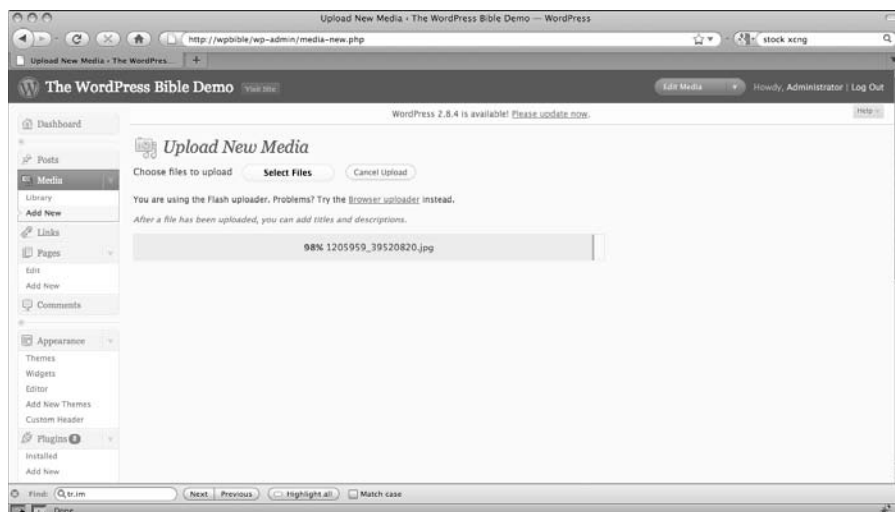 Upload New Media ‹ The WordPress Bible Demo — WordPress
http://wpbible/wp-admin/media-new.php
stock xcng
Upload New Media ‹ The WordPres...
The WordPress Bible Demo Visit Site
Edit Media
Howdy, Administrator | Log Out
WordPress 2.8.4 is available! Please update now.
Help
Dashboard
Posts
Media
Library
Add New
Links
Pages
Edit
Add New
Comments
Appearance
Themes
Widgets
Editor
Add New Themes
Custom Header
Plugins
Installed
Add New
Upload New Media
Choose files to upload Select Files Cancel Upload
You are using the Flash uploader. Problems? Try the Browser uploader instead.
After a file has been uploaded, you can add titles and descriptions.
98% 1205959_39520820.jpg
Find: tr.im Next Previous Highlight all Match case
Done